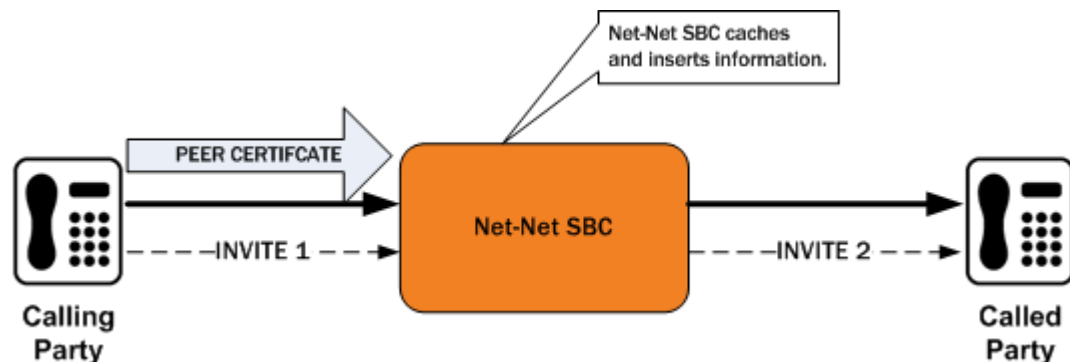 Net-Net SBC caches
and inserts information.
PEER CERTIFCATE
Net-Net SBC
INVITE 1
INVITE 2
Calling
Party
Called
Party